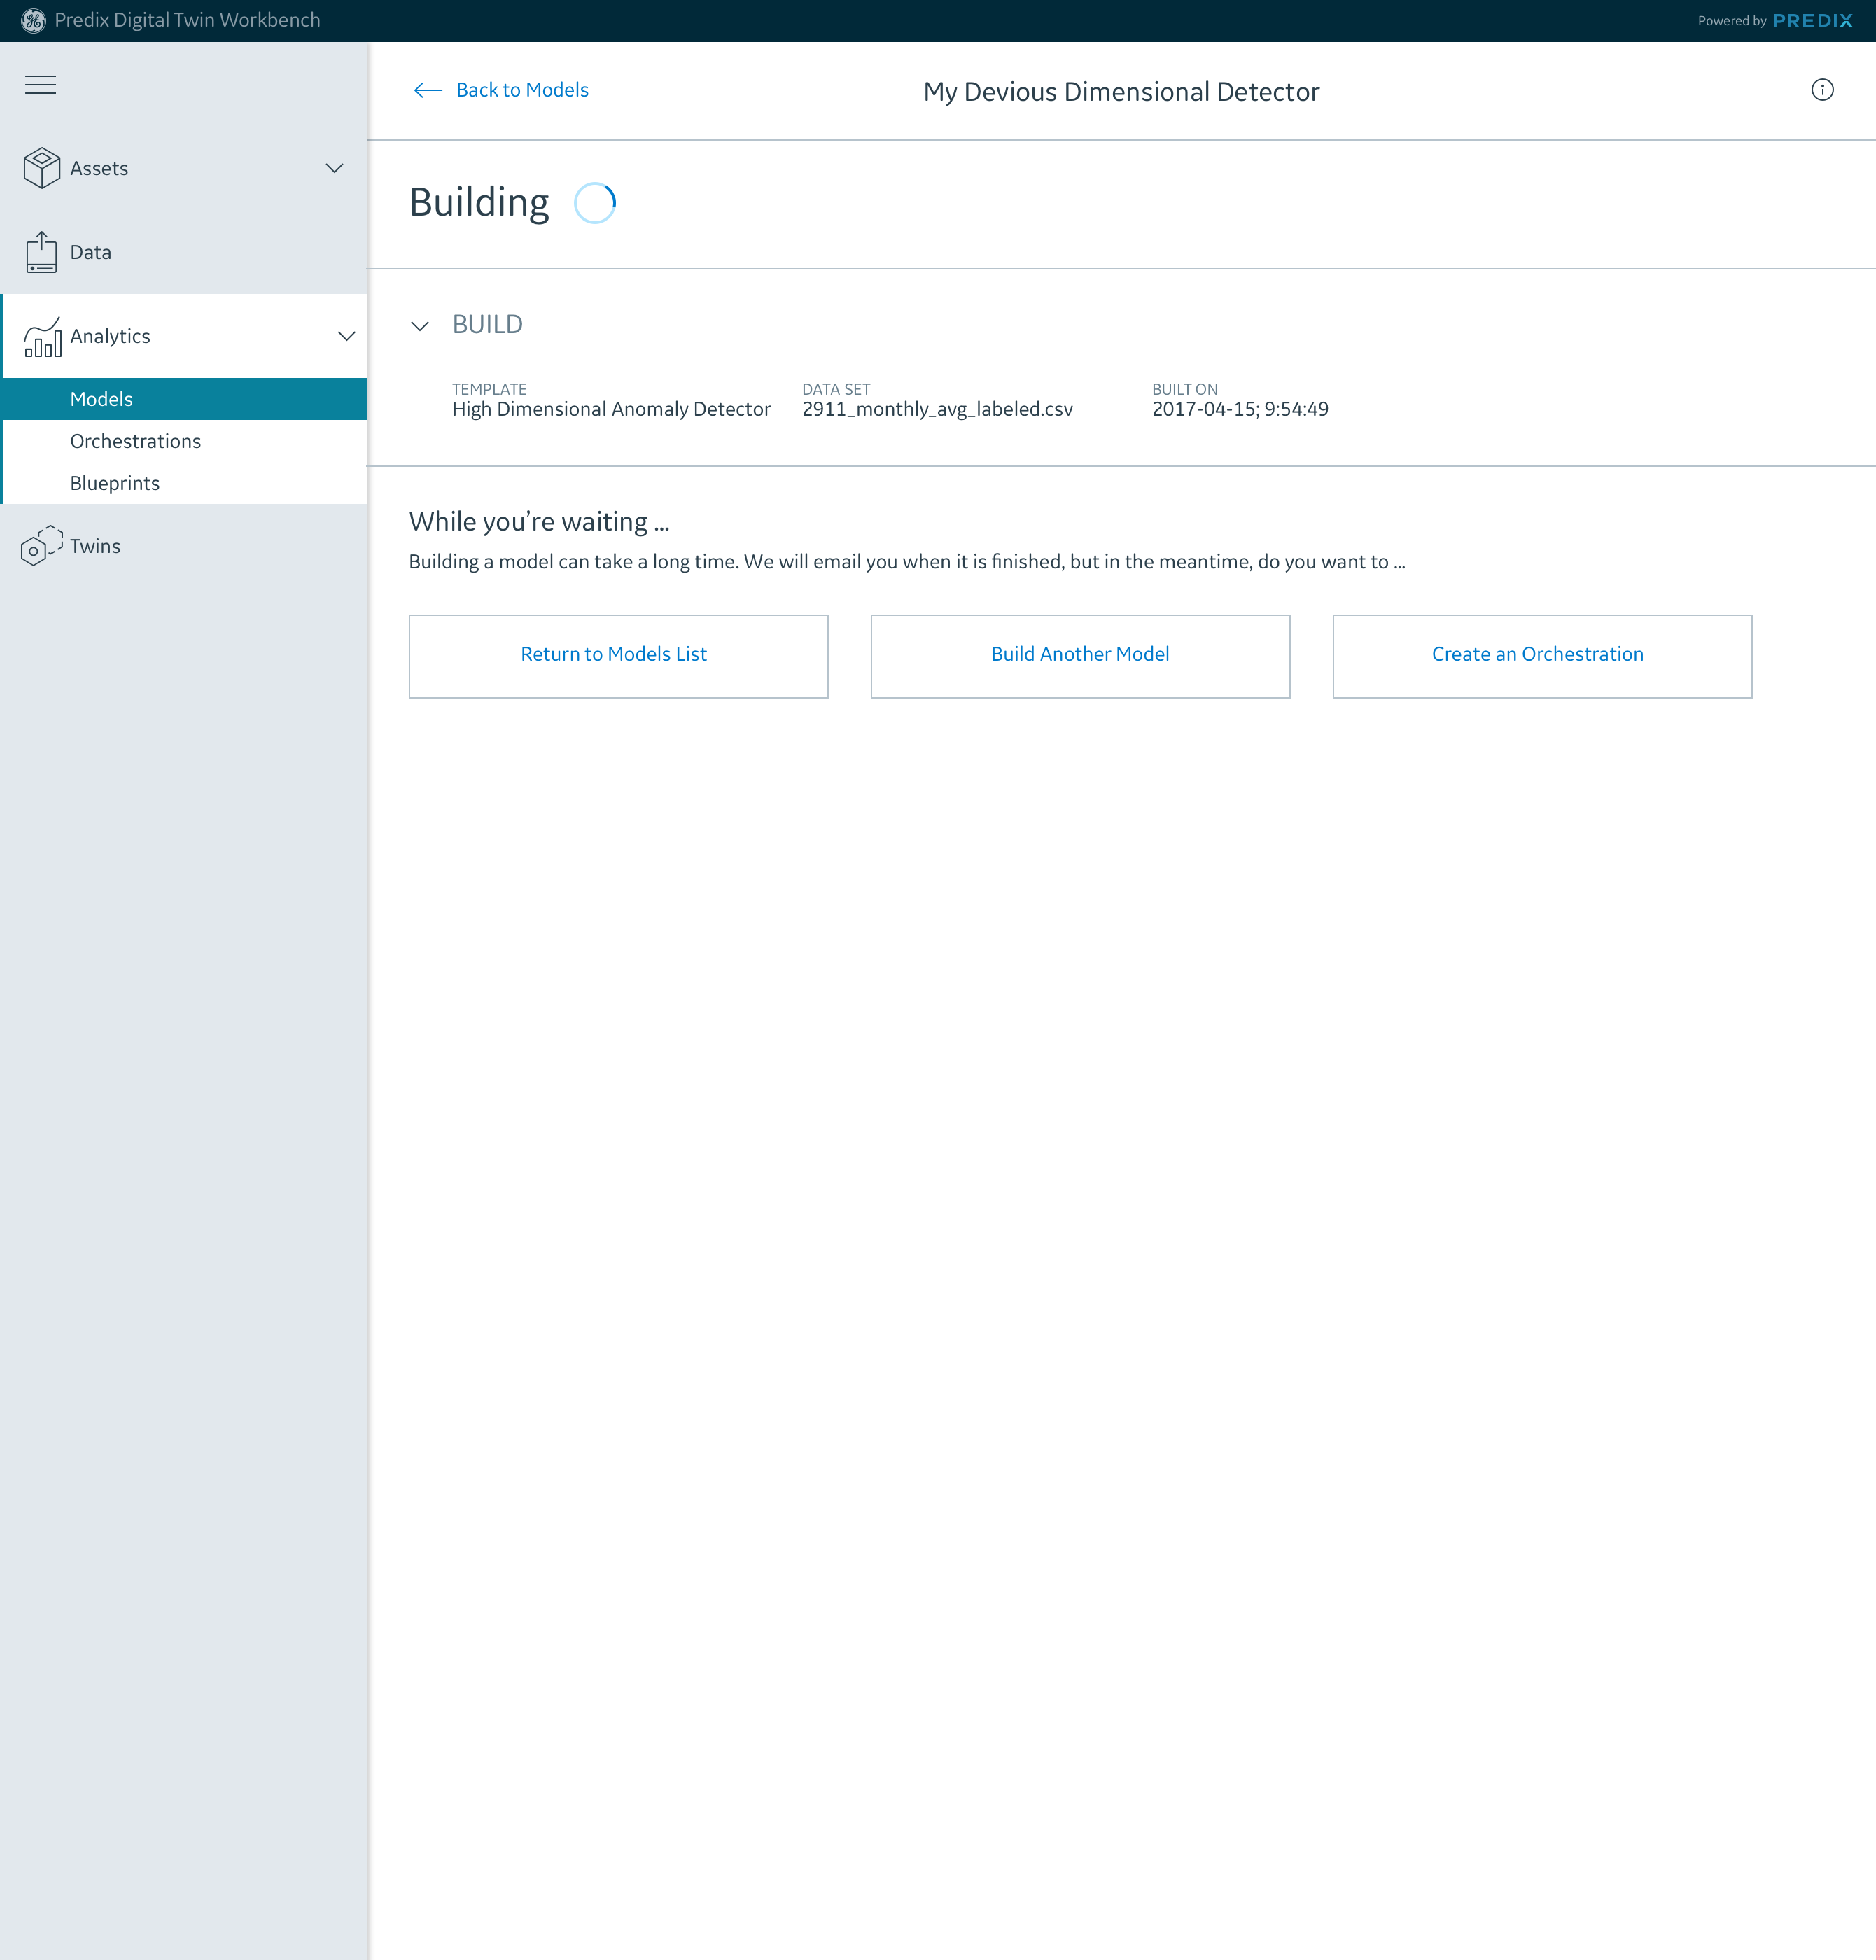 Predix Digital Twin Workbench
Powered by PREDIX
Assets
Data
Analytics
Models
Orchestrations
Blueprints
Twins
Back to Models
My Devious Dimensional Detector
Building
BUILD
TEMPLATE
High Dimensional Anomaly Detector
DATA SET
2911_monthly_avg_labeled.csv
BUILT ON
2017-04-15; 9:54:49
While you’re waiting ...
Building a model can take a long time. We will email you when it is finished, but in the meantime, do you want to ...
Return to Models List
Build Another Model
Create an Orchestration